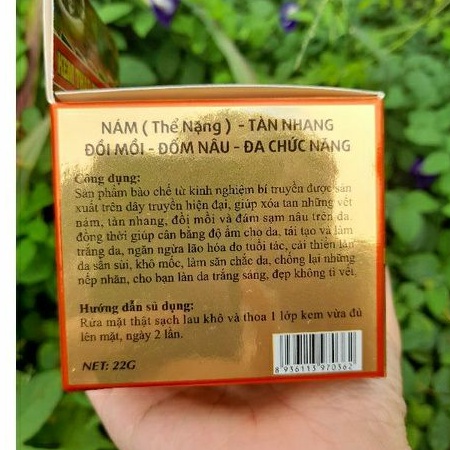 NÁM ( Thể Nặng ) - TÀN NHANG
ĐỒI MỒI - ĐỐM NÂU - ĐA CHỨC NĂNG
Công dụng:
Sản phẩm bào chế từ kinh nghiệm bí truyền được sản
xuất trên dây truyền hiện đại, giúp xóa tan những vết
nám, tàn nhang, đồi mồi và đám sạm nâu trên da.
đồng thời giúp cân bằng độ ẩm cho da, tái tạo và làm
trắng da, ngăn ngừa lão hóa do tuổi tác, cải thiển làn
da sần sùi, khô mốc, làm săn chắc da, chống lại những
nếp nhăn, cho bạn làn da trắng sáng, đẹp không tì vết.
Hướng dẫn sủ dụng:
Rửa mặt thật sạch lau khô và thoa 1 lớp kem vừa đủ
lên mặt, ngày 2 lần.
NET: 22G
8 936113 970362